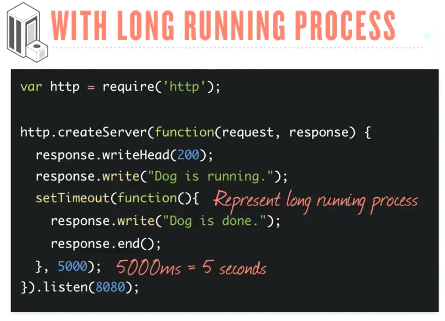 WITH LONG RUNNING PROCESS
var http = require('http');
http.createServer(function(request, response) {
response.writeHead(200);
response.write("Dog is running.");
setTimeout(function(){ Represent long running process
response.write("Dog is done.");
response.end();
}, 5000); 5000ms = 5 seconds
}).listen(8080);